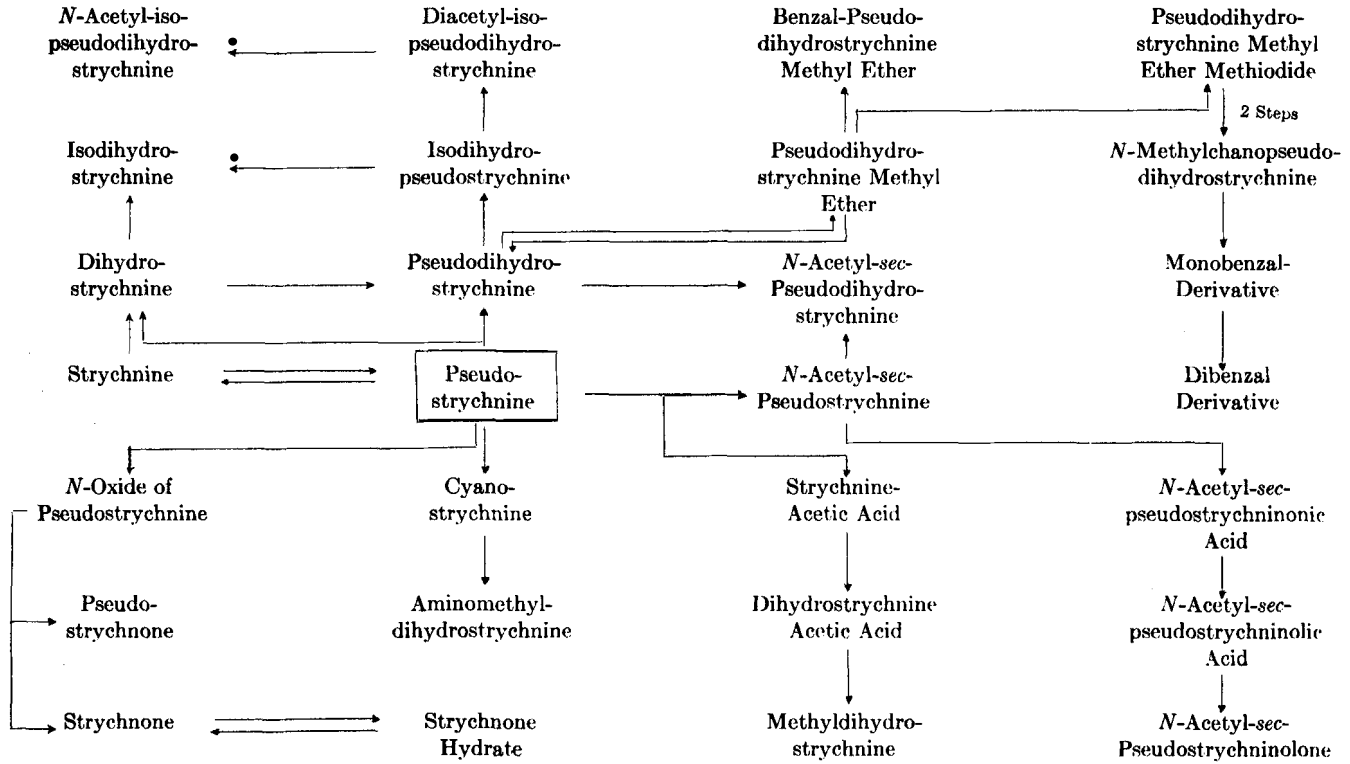 N-Acetyl-iso-
pseudodihydro-
strychnine
Diacetyl-iso-
pseudodihydro-
strychnine
Benzal-Pseudo-
dihydrostrychnine
Methyl Ether
Pseudodihydro-
strychnine Methyl
Ether Methiodide
2 Steps
Isodihydro-
strychnine
Isodihydro-
pseudostrychnine
Pseudodihydro-
strychnine Methyl
Ether
N-Methylchanopseudo-
dihydrostrychnine
Dihydro-
strychnine
Pseudodihydro-
strychnine
N-Acetyl-sec-
Pseudodihydro-
strychnine
Monobenzal-
Derivative
Strychnine
Pseudo-
strychnine
N-Acetyl-sec-
Pseudostrychnine
Dibenzal
Derivative
N-Oxide of
Pseudostrychnine
Cyano-
strychnine
Strychnine-
Acetic Acid
N-Acetyl-sec-
pseudostrychninonic
Acid
Pseudo-
strychnone
Aminomethyl-
dihydrostrychnine
Dihydrostrychnine
Acetic Acid
N-Acetyl-sec-
pseudostrychninolic
Acid
Strychnone
Strychnone
Hydrate
Methyldihydro-
strychnine
N-Acetyl-sec-
Pseudostrychninolone